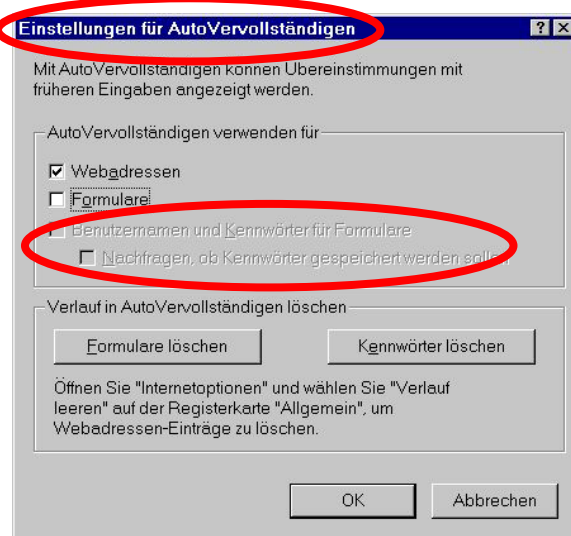 Einstellungen für AutoVervollständigen
Mit AutoVervollständigen können Übereinstimmungen mit
früheren Eingaben angezeigt werden.
AutoVervollständigen verwenden für
Webadressen
Formulare
Benutzernamen und Kennwörter für Formulare
Nachfragen, ob Kennwörter gespeichert werden sollen
Verlauf in AutoVervollständigen löschen
Formulare löschen Kennwörter löschen
Öffnen Sie "Internetoptionen" und wählen Sie "Verlauf
leeren" auf der Registerkarte "Allgemein", um
Webadressen-Einträge zu löschen.
OK Abbrechen